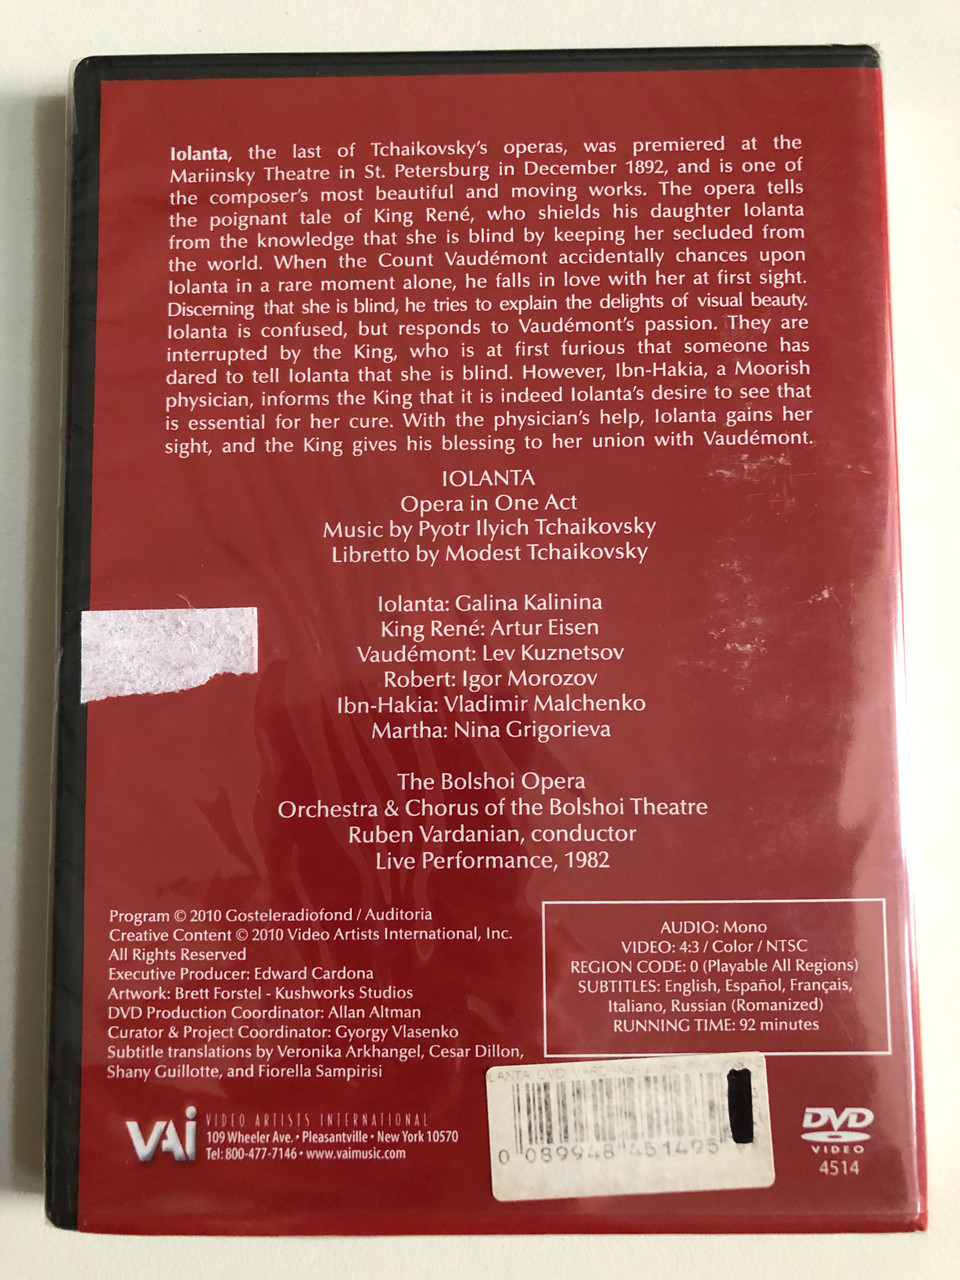 Iolanta, the last of Tchaikovsky's operas, was premiered at the
Mariinsky Theatre in St. Petersburg in December 1892, and is one of
the composer's most beautiful and moving works. The opera tells
the poignant tale of King René, who shields his daughter Iolanta
from the knowledge that she is blind by keeping her secluded from
the world. When the Count Vaudémont accidentally chances upon
Iolanta in a rare moment alone, he falls in love with her at first sight.
Discerning that she is blind, he tries to explain the delights of visual beauty.
Iolanta is confused, but responds to Vaudémont's passion. They are
interrupted by the King, who is at first furious that someone has
dared to tell Iolanta that she is blind. However, Ibn-Hakia, a Moorish
physician, informs the King that it is indeed Iolanta's desire to see that
is essential for her cure. With the physician's help, Iolanta gains her
sight, and the King gives his blessing to her union with Vaudémont.
IOLANTA
Opera in One Act
Music by Pyotr Ilyich Tchaikovsky
Libretto by Modest Tchaikovsky
Iolanta: Galina Kalinina
King René: Artur Eisen
Vaudémont: Lev Kuznetsov
Robert: Igor Morozov
Ibn-Hakia: Vladimir Malchenko
Martha: Nina Grigorieva
The Bolshoi Opera
Orchestra & Chorus of the Bolshoi Theatre
Ruben Vardanian, conductor
Live Performance, 1982
Program © 2010 Gosteleradiofond / Auditoria
Creative Content © 2010 Video Artists International, Inc.
All Rights Reserved
Executive Producer: Edward Cardona
Artwork: Brett Forstel - Kushworks Studios
DVD Production Coordinator: Allan Altman
Curator & Project Coordinator: Gyorgy Vlasenko
Subtitle translations by Veronika Arkhangel, Cesar Dillon,
Shany Guillotte, and Fiorella Sampirisi
AUDIO: Mono
VIDEO: 4:3 / Color / NTSC
REGION CODE: 0 (Playable All Regions)
SUBTITLES: English, Español, Français,
Italiano, Russian (Romanized)
RUNNING TIME: 92 minutes
VAI
VIDEO ARTISTS INTERNATIONAL
109 Wheeler Ave. • Pleasantville • New York 10570
Tel: 800-477-7146 • www.vaimusic.com
LANTA DVD
0 089948 451495
DVD
VIDEO
4514